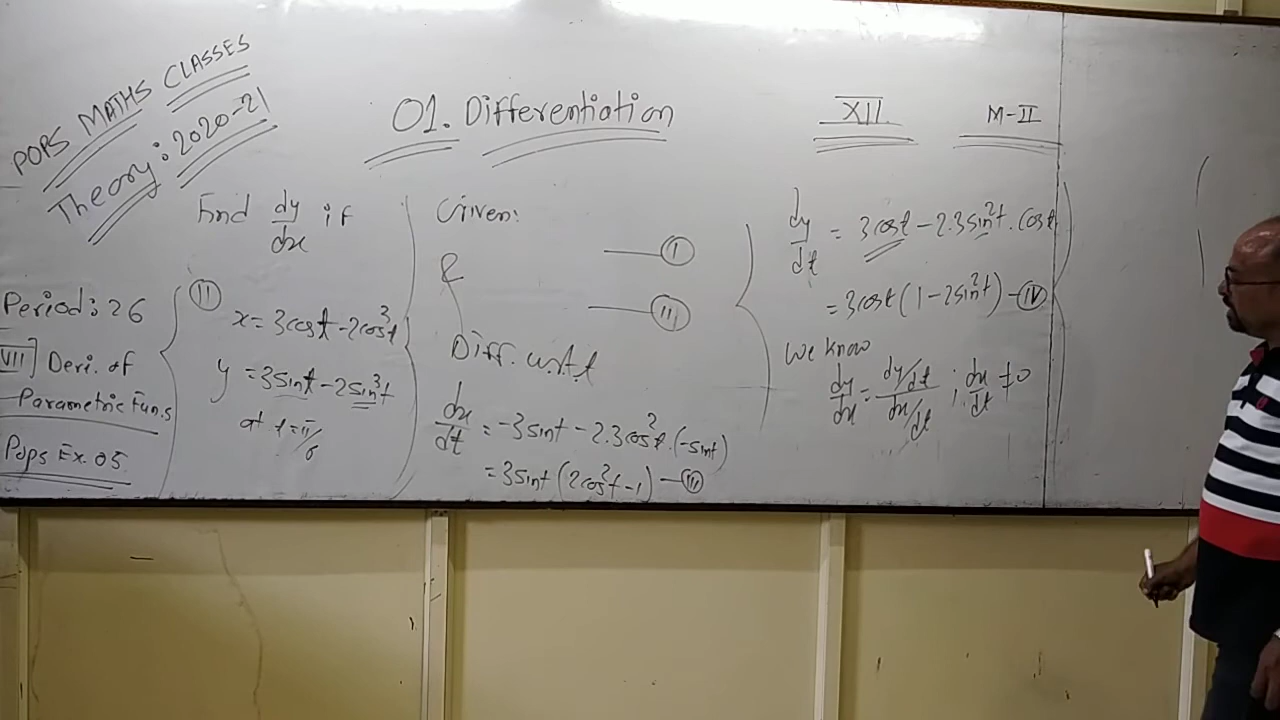 POPS MATHS CLASSES
Theory: 2020-21
01. Differentiation
XII
M-II
Period: 26
VII] Deri. of
Parametric Fun.s
Pops Ex. 05
Find dy/dx if
(II)
x = 3cost - 2cos³t
y = 3sint - 2sin³t
at t = π/6
Given:
—(I)
&
—(II)
Diff. w.r.t. t
dx/dt = -3sint - 2.3cos²t.(-sint)
= 3sint(2cos²t - 1) —(III)
dy/dt = 3cost - 2.3sin²t.cost
= 3cost(1 - 2sin²t) —(IV)
We know
dy/dx = dy/dt / dx/dt ; dx/dt ≠ 0